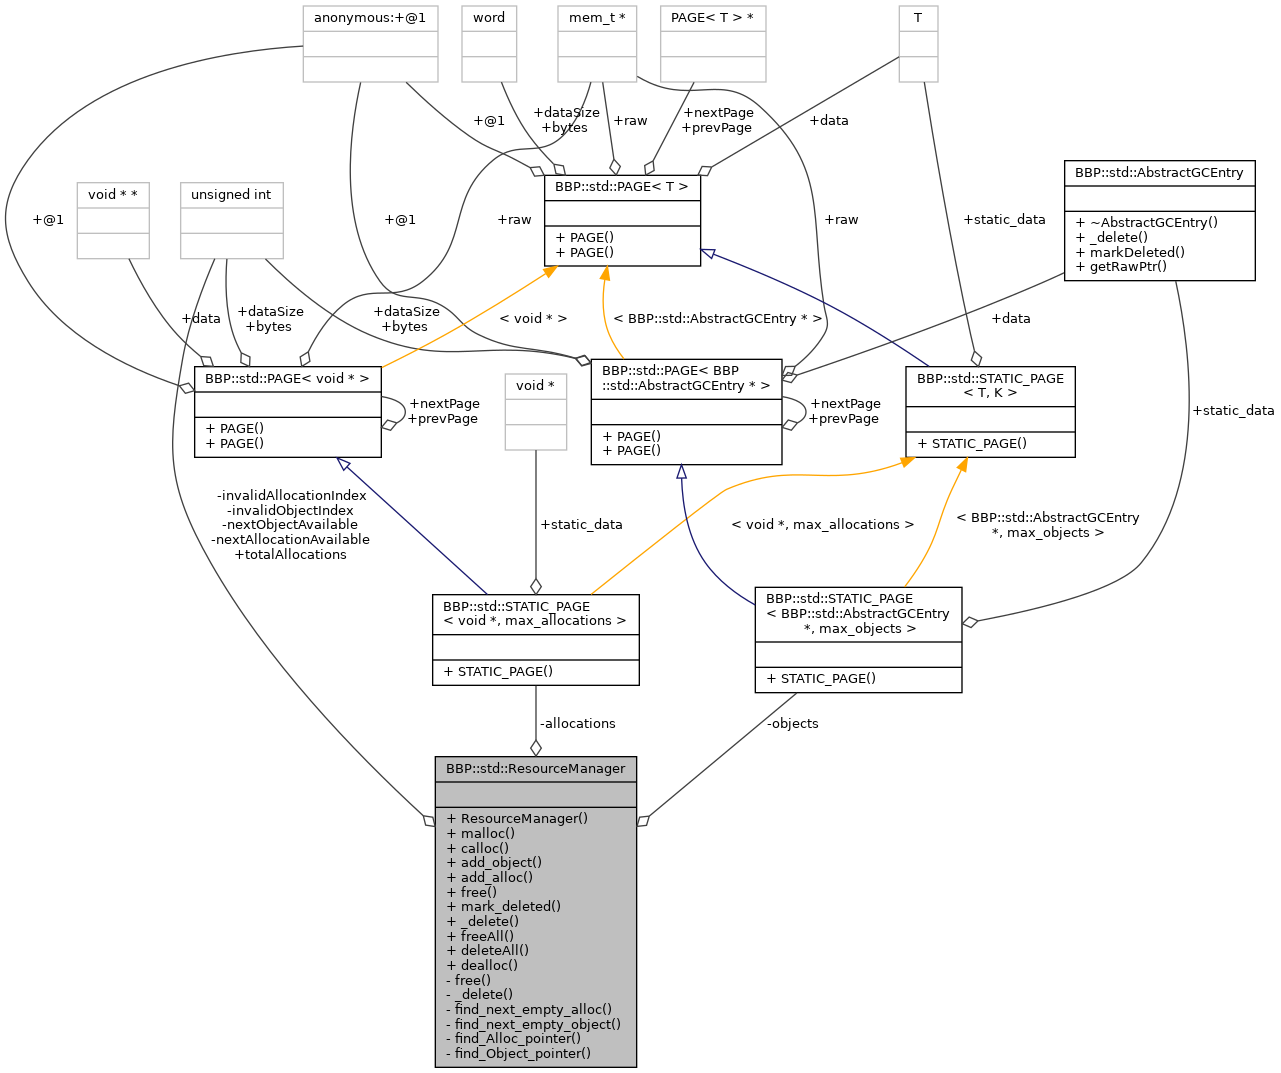 anonymous:+@1
word
mem_t *
PAGE< T > *
T
+@1
+dataSize
+bytes
+raw
+nextPage
+prevPage
+data
BBP::std::AbstractGCEntry
+ ~AbstractGCEntry()
+ _delete()
+ markDeleted()
+ getRawPtr()
void * *
unsigned int
BBP::std::PAGE< T >
+ PAGE()
+ PAGE()
+@1
+@1
+raw
+raw
+static_data
+data
+dataSize
+bytes
+dataSize
+bytes
< void * >
< BBP::std::AbstractGCEntry * >
+data
BBP::std::PAGE< void * >
+ PAGE()
+ PAGE()
+nextPage
+prevPage
void *
BBP::std::PAGE< BBP
::std::AbstractGCEntry * >
+ PAGE()
+ PAGE()
+nextPage
+prevPage
BBP::std::STATIC_PAGE
< T, K >
+ STATIC_PAGE()
+static_data
-invalidAllocationIndex
-invalidObjectIndex
-nextObjectAvailable
-nextAllocationAvailable
+totalAllocations
+static_data
< void *, max_allocations >
< BBP::std::AbstractGCEntry
*, max_objects >
BBP::std::STATIC_PAGE
< void *, max_allocations >
+ STATIC_PAGE()
BBP::std::STATIC_PAGE
< BBP::std::AbstractGCEntry
*, max_objects >
+ STATIC_PAGE()
-allocations
-objects
BBP::std::ResourceManager
+ ResourceManager()
+ malloc()
+ calloc()
+ add_object()
+ add_alloc()
+ free()
+ mark_deleted()
+ _delete()
+ freeAll()
+ deleteAll()
+ dealloc()
- free()
- _delete()
- find_next_empty_alloc()
- find_next_empty_object()
- find_Alloc_pointer()
- find_Object_pointer()